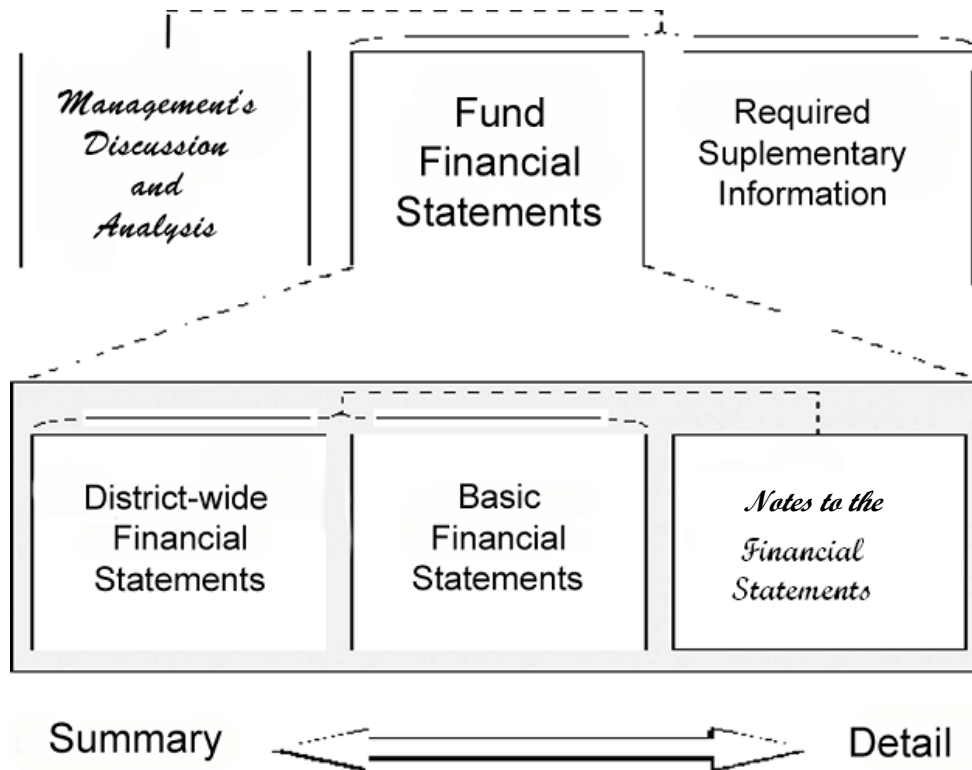 Management's
Discussion
and
Analysis
Fund
Financial
Statements
Required
Suplementary
Information
District-wide
Financial
Statements
Basic
Financial
Statements
Notes to the
Financial
Statements
Summary
Detail